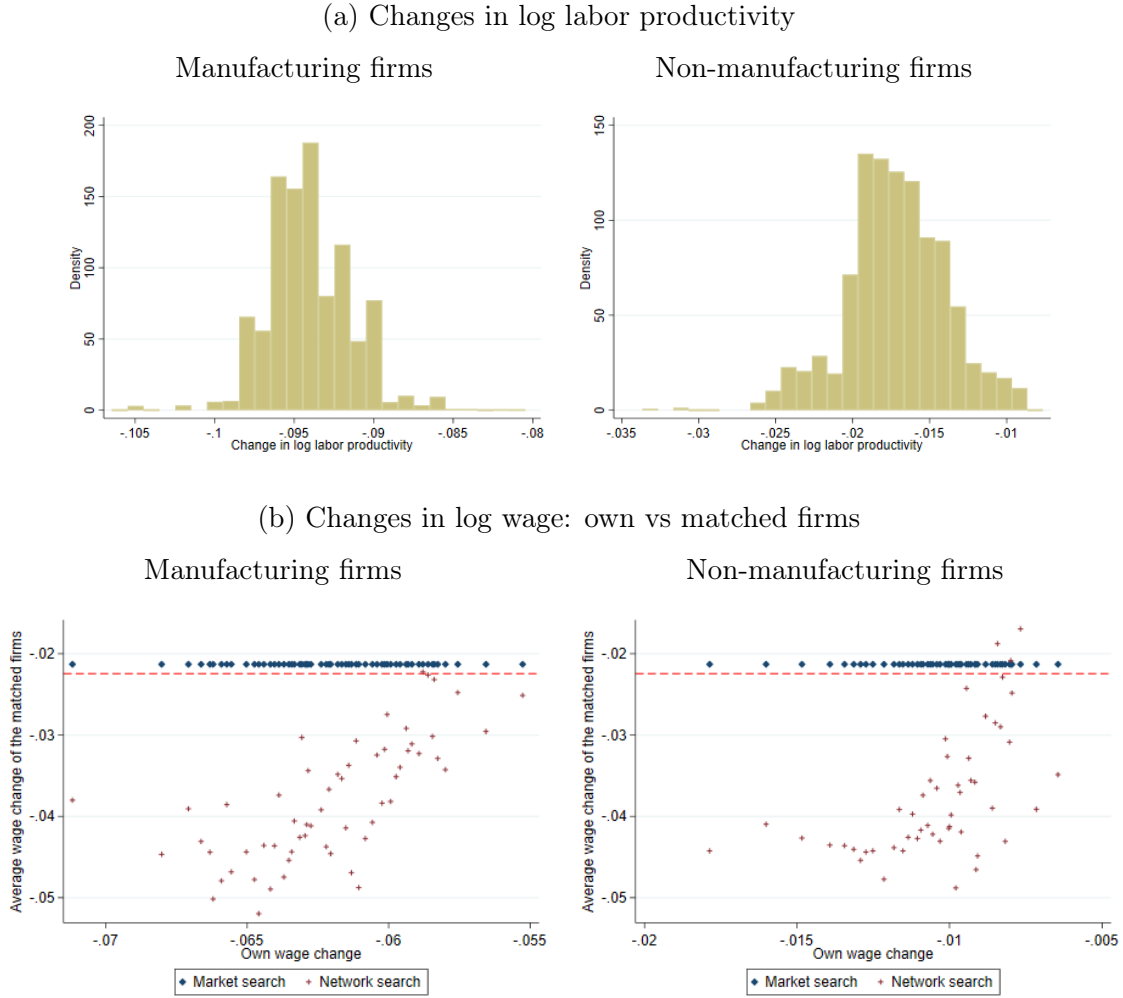 (a) Changes in log labor productivity
Manufacturing firms
Non-manufacturing firms
Density
200
150
100
50
0
-.105
-.1
-.095
-.09
-.085
-.08
Change in log labor productivity
Density
150
100
50
0
-.035
-.03
-.025
-.02
-.015
-.01
Change in log labor productivity
(b) Changes in log wage: own vs matched firms
Manufacturing firms
Non-manufacturing firms
Average wage change of the matched firms
-.02
-.03
-.04
-.05
-.07
-.065
-.06
-.055
Own wage change
Market search
Network search
Average wage change of the matched firms
-.02
-.03
-.04
-.05
-.02
-.015
-.01
-.005
Own wage change
Market search
Network search